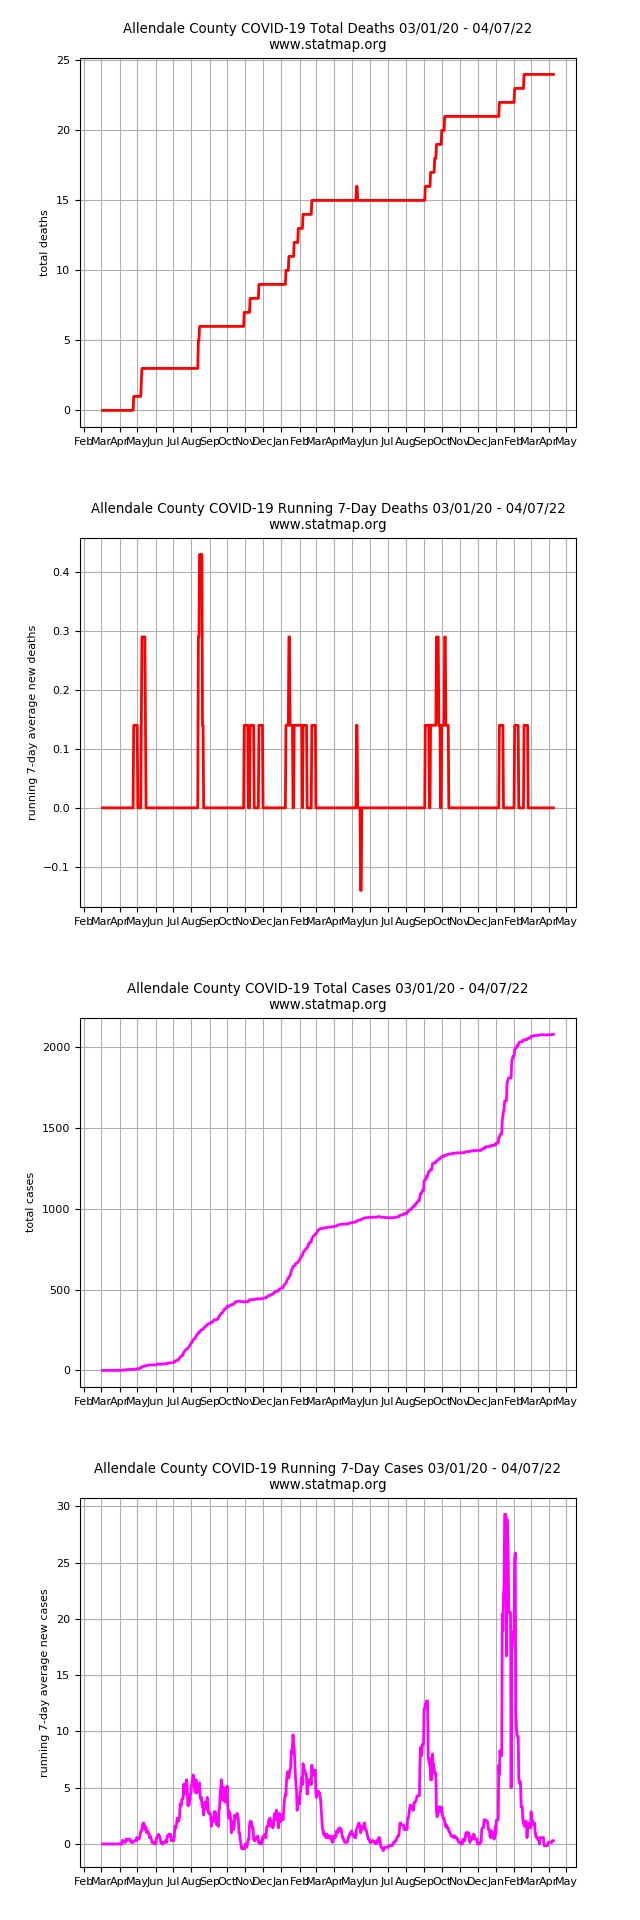 Allendale County COVID-19 Total Deaths 03/01/20 - 04/07/22
www.statmap.org
25
20
15
10
5
0
total deaths
Feb Mar Apr May Jun Jul Aug Sep Oct Nov Dec Jan Feb Mar Apr May Jun Jul Aug Sep Oct Nov Dec Jan Feb Mar Apr May
Allendale County COVID-19 Running 7-Day Deaths 03/01/20 - 04/07/22
www.statmap.org
0.4
0.3
0.2
0.1
0.0
−0.1
running 7-day average new deaths
Feb Mar Apr May Jun Jul Aug Sep Oct Nov Dec Jan Feb Mar Apr May Jun Jul Aug Sep Oct Nov Dec Jan Feb Mar Apr May
Allendale County COVID-19 Total Cases 03/01/20 - 04/07/22
www.statmap.org
2000
1500
1000
500
0
total cases
Feb Mar Apr May Jun Jul Aug Sep Oct Nov Dec Jan Feb Mar Apr May Jun Jul Aug Sep Oct Nov Dec Jan Feb Mar Apr May
Allendale County COVID-19 Running 7-Day Cases 03/01/20 - 04/07/22
www.statmap.org
30
25
20
15
10
5
0
running 7-day average new cases
Feb Mar Apr May Jun Jul Aug Sep Oct Nov Dec Jan Feb Mar Apr May Jun Jul Aug Sep Oct Nov Dec Jan Feb Mar Apr May